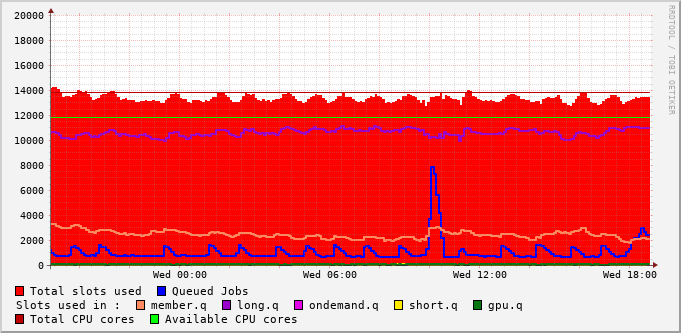 20000
18000
16000
14000
12000
10000
8000
6000
4000
2000
0
Wed 00:00 Wed 06:00 Wed 12:00 Wed 18:00
RRDTOOL / TOBI OETIKER
Total slots used Queued Jobs
Slots used in : member.q long.q ondemand.q short.q gpu.q
Total CPU cores Available CPU cores